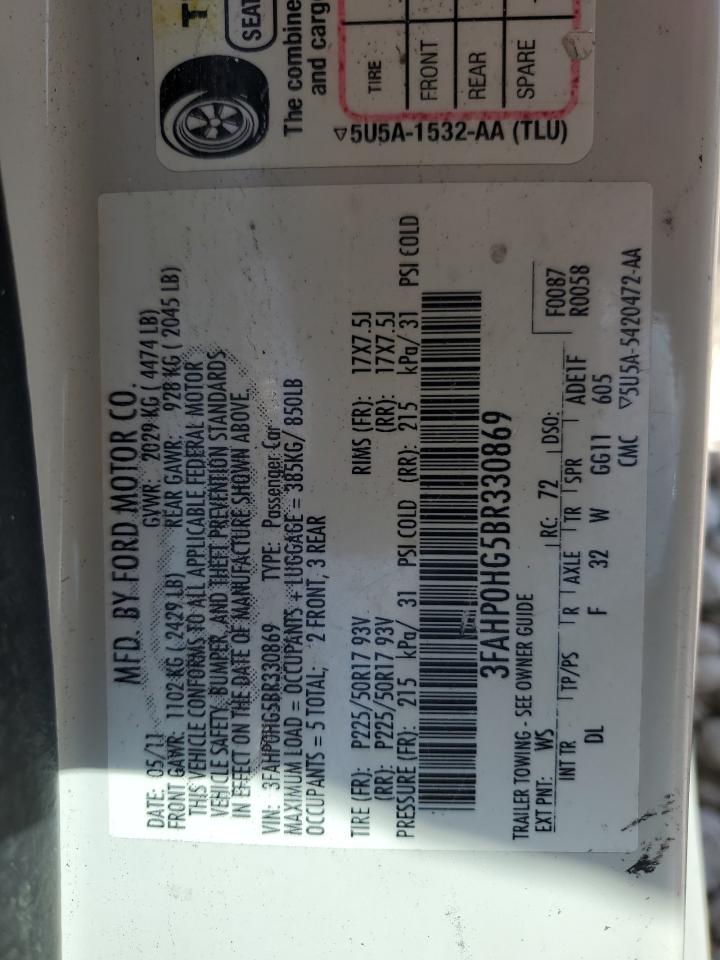 T
SEAT
The combine
and carg
TIRE
FRONT
REAR
SPARE
▽5U5A-1532-AA (TLU)
MFD. BY FORD MOTOR CO.
DATE: 05/11 GVWR: 2029 KG ( 4474 LB)
FRONT GAWR: 1102 KG ( 2429 LB) REAR GAWR: 928 KG ( 2045 LB)
THIS VEHICLE CONFORMS TO ALL APPLICABLE FEDERAL MOTOR
VEHICLE SAFETY, BUMPER, AND THEFT PREVENTION STANDARDS
IN EFFECT ON THE DATE OF MANUFACTURE SHOWN ABOVE.
VIN: 3FAHP0HG5BR330869 TYPE: Passenger Car
MAXIMUM LOAD = OCCUPANTS + LUGGAGE = 385KG/ 850LB
OCCUPANTS = 5 TOTAL, 2 FRONT, 3 REAR
TIRE (FR): P225/50R17 93V RIMS (FR): 17X7.5J
(RR): P225/50R17 93V (RR): 17X7.5J
PRESSURE (FR): 215 kPa/ 31 PSI COLD (RR): 215 kPa/ 31 PSI COLD
3FAHP0HG5BR330869
TRAILER TOWING - SEE OWNER GUIDE
EXT PNT: WS RC: 72 DSO: F0087
R0058
INT TR TP/PS R AXLE TR SPR ADE1F
DL F 32 W GG11 605
CMC ▽5U5A-5420472-AA